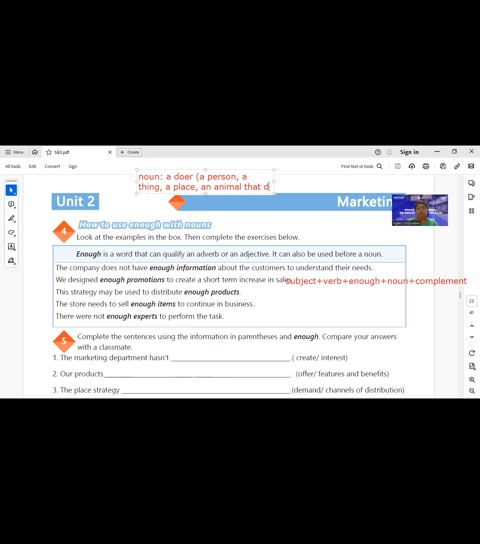 Menu
S&B3.pdf
Create
Sign in
All tools Edit Convert Sign
Find text or tools
noun: a doer (a person, a
thing, a place, an animal that d
Unit 2
Marketin
4
How to use enough with nouns
Look at the examples in the box. Then complete the exercises below.
Enough is a word that can qualify an adverb or an adjective. It can also be used before a noun.
The company does not have enough information about the customers to understand their needs.
We designed enough promotions to create a short term increase in sales.
subject+verb+enough+noun+complement
This strategy may be used to distribute enough products.
The store needs to sell enough items to continue in business.
There were not enough experts to perform the task.
23
5
Complete the sentences using the information in parentheses and enough. Compare your answers
with a classmate.
1. The marketing department hasn't ______________________________.( create/ interest)
2. Our products______________________________. (offer/ features and benefits)
3. The place strategy ______________________________.(demand/ channels of distribution)